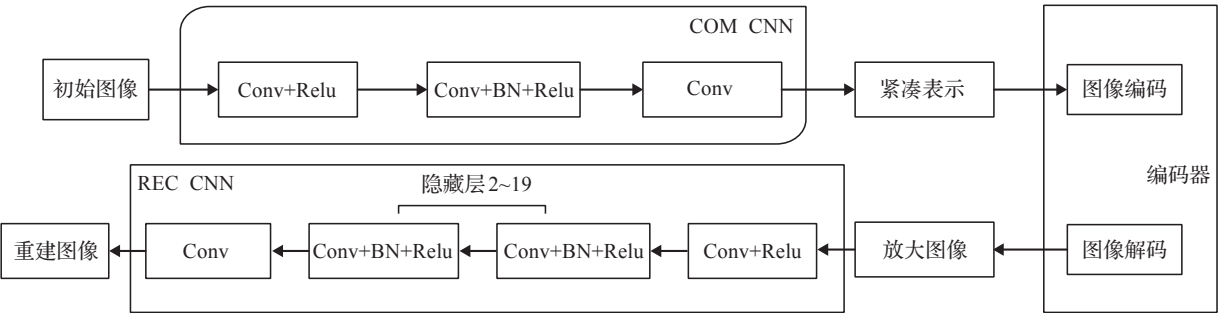 COM CNN
初始图像
Conv+Relu
Conv+BN+Relu
Conv
紧凑表示
图像编码
编码器
REC CNN
隐藏层2~19
重建图像
Conv
Conv+BN+Relu
Conv+BN+Relu
Conv+Relu
放大图像
图像解码